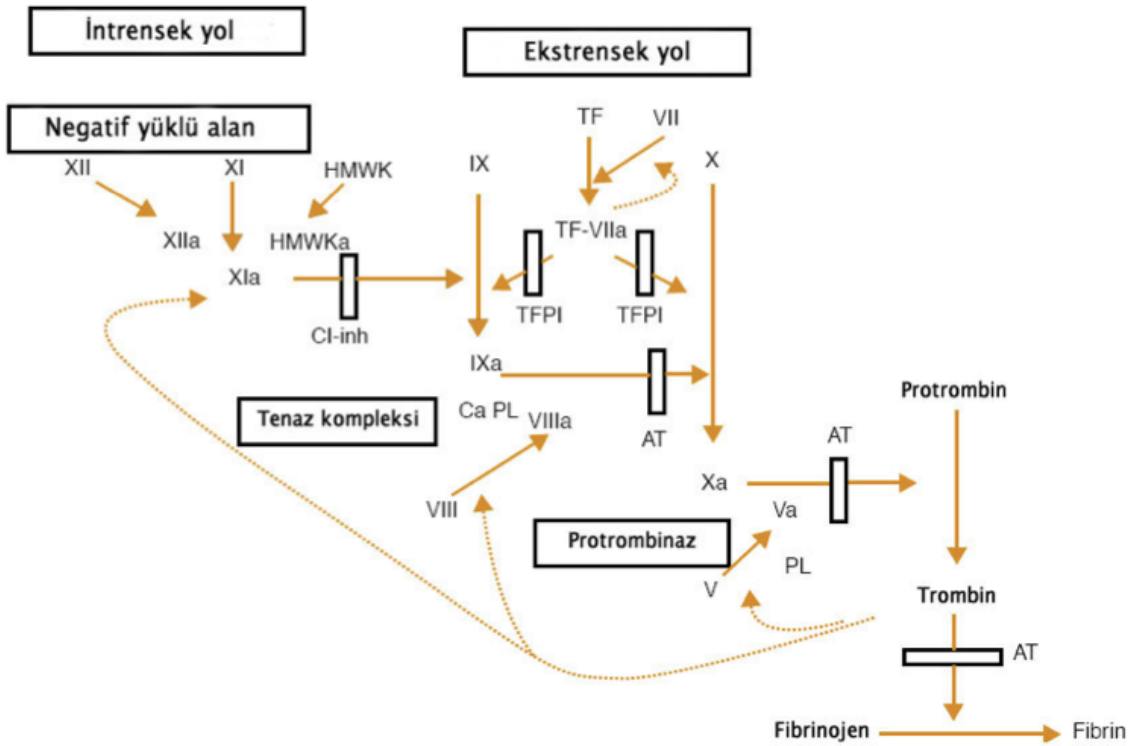 İntrensek yol
Ekstrensek yol
Negatif yüklü alan
TF
VII
XII
XI
HMWK
IX
X
XIIa
HMWKa
TF-VIIa
XIa
CI-inh
TFPI
TFPI
IXa
Tenaz kompleksi
Ca PL
VIIIa
AT
Protrombin
AT
VIII
Xa
Va
Protrombinaz
V
PL
Trombin
AT
Fibrinojen
Fibrin